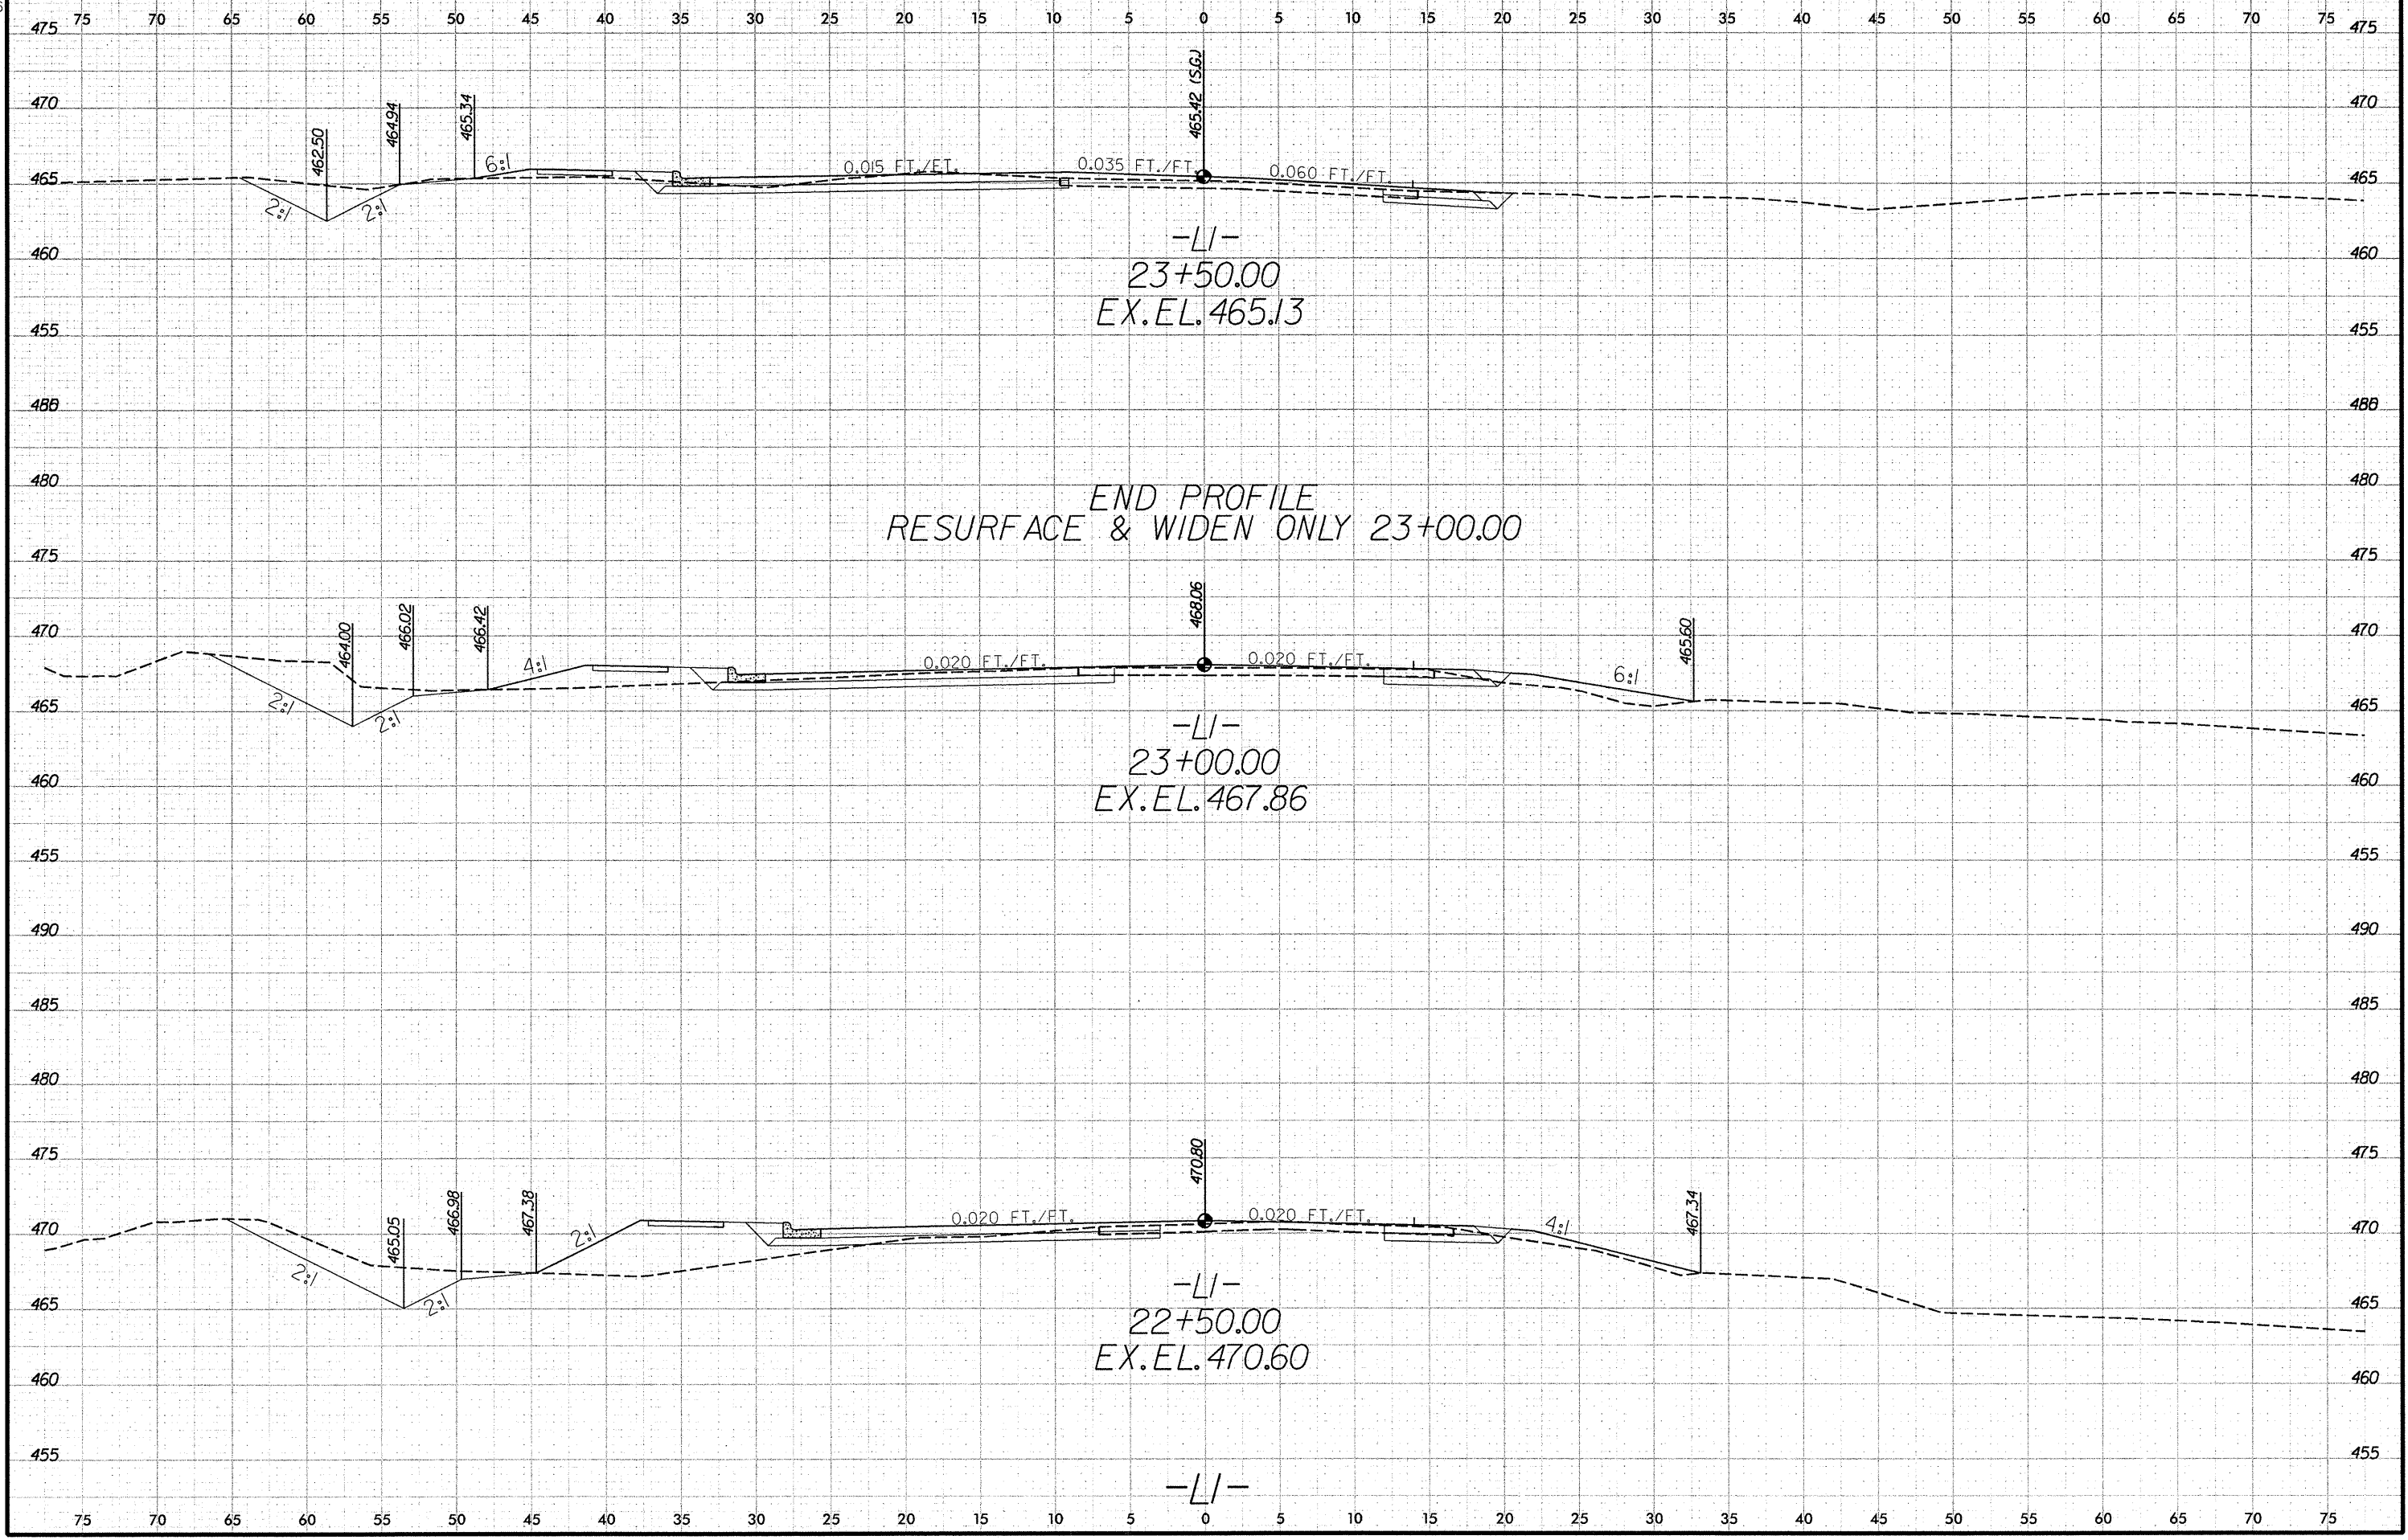 75 70 65 60 55 50 45 40 35 30 25 20 15 10 5 0 5 10 15 20 25 30 35 40 45 50 55 60 65 70 75
475 475
470 462.50 464.94 465.34 465.42 (S.G.) 470
6:1 0.015 FT./FT. 0.035 FT./FT. 0.060 FT./FT.
465 465
2:1 2:1
-L1-
460 460
23+50.00
EX. EL. 465.13
455 455
480 480
END PROFILE
RESURFACE & WIDEN ONLY 23+00.00
475 475
470 464.00 466.02 466.42 468.06 465.60 470
4:1 0.020 FT./FT. 0.020 FT./FT. 6:1
465 2:1 2:1 465
-L1-
23+00.00
460 460
EX. EL. 467.86
455 455
490 490
485 485
480 480
475 475
465.05 466.98 467.38 470.80 467.34
470 2:1 0.020 FT./FT. 0.020 FT./FT. 4:1 470
2:1 2:1
-L1-
465 465
22+50.00
EX. EL. 470.60
460 460
455 455
-L1-
75 70 65 60 55 50 45 40 35 30 25 20 15 10 5 0 5 10 15 20 25 30 35 40 45 50 55 60 65 70 75